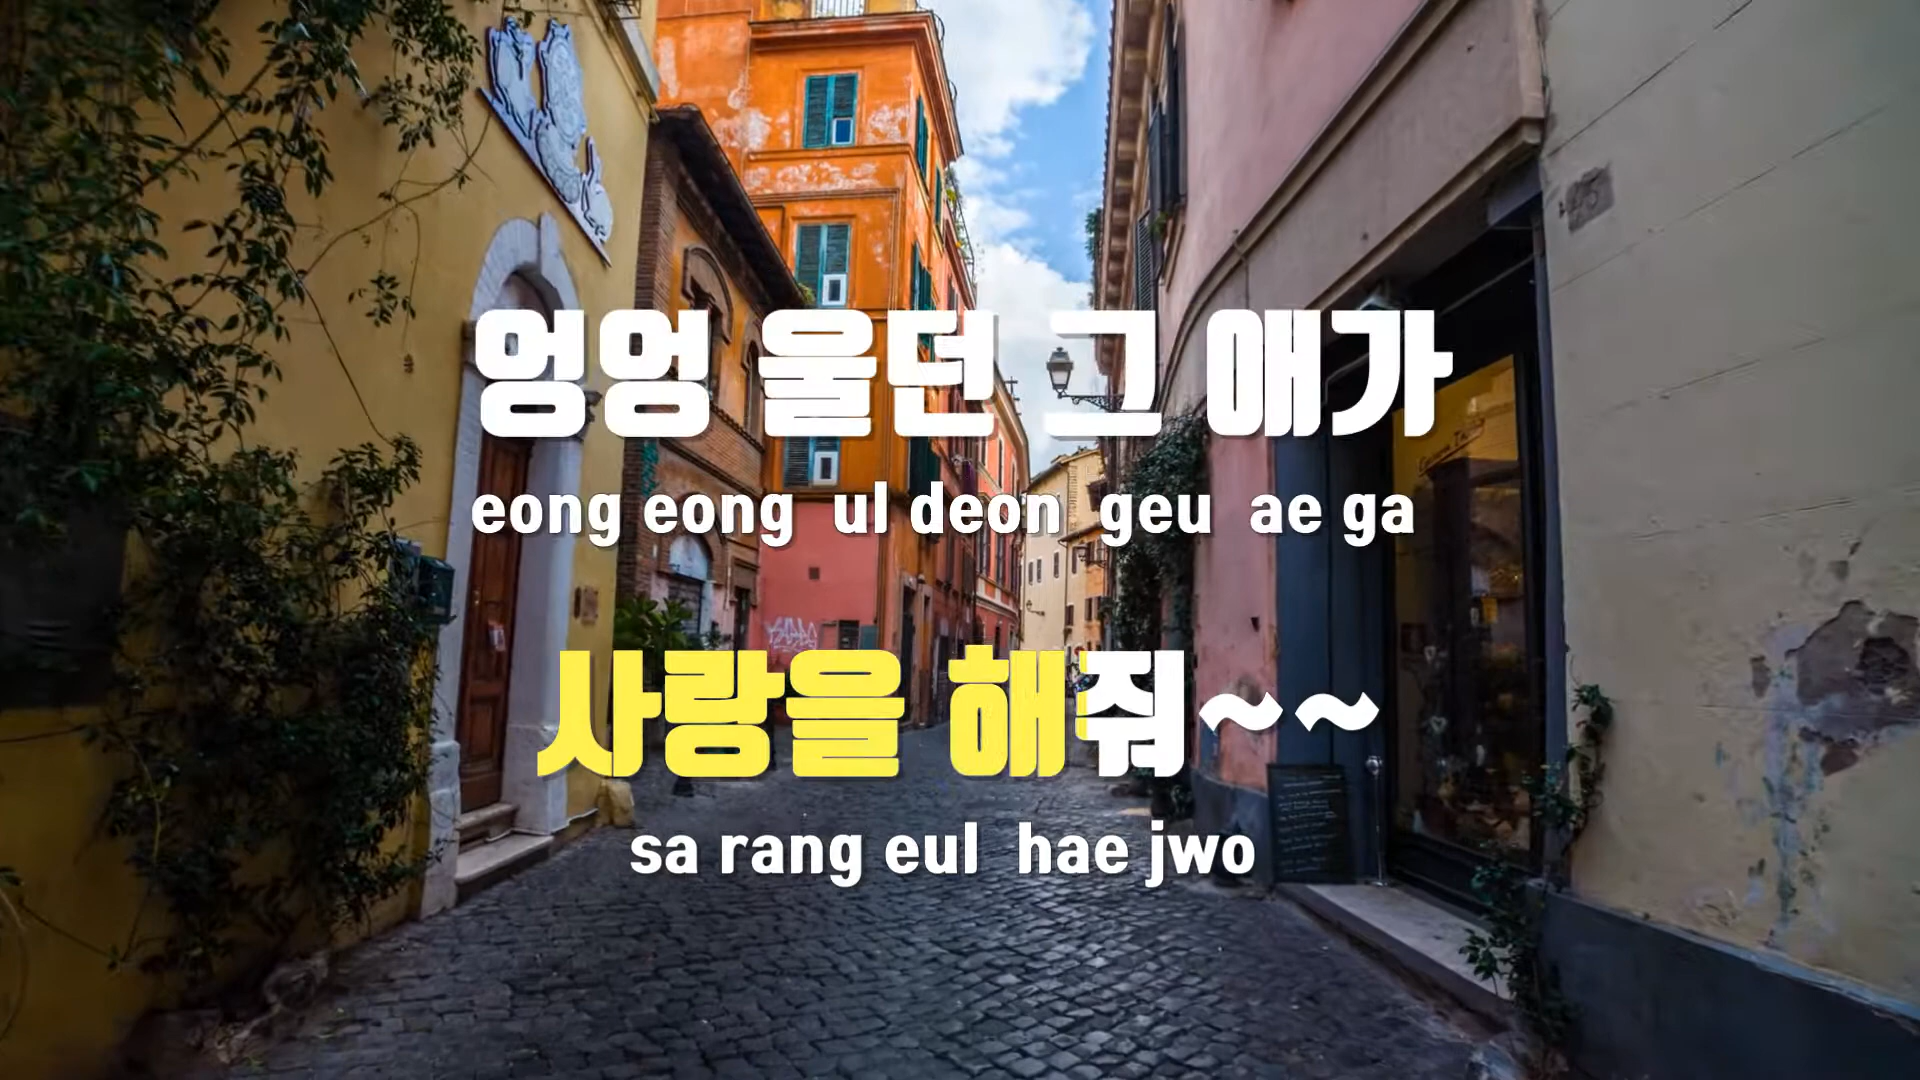 엉엉 울던 그 애가
eong eong ul deon geu ae ga
사랑을 해줘~~
sa rang eul hae jwo